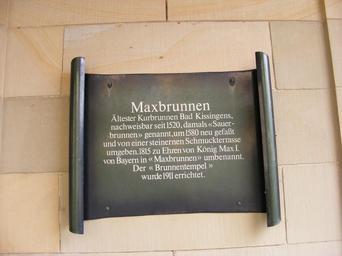 Maxbrunnen
Ältester Kurbrunnen Bad Kissingens,
nachweisbar seit 1520, damals «Sauer-
brunnen» genannt, um 1580 neu gefaßt
und von einer steinernen Schmuckterrasse
umgeben. 1815 zu Ehren von König Max I.
von Bayern in «Maxbrunnen» umbenannt.
Der «Brunnentempel»
wurde 1911 errichtet.